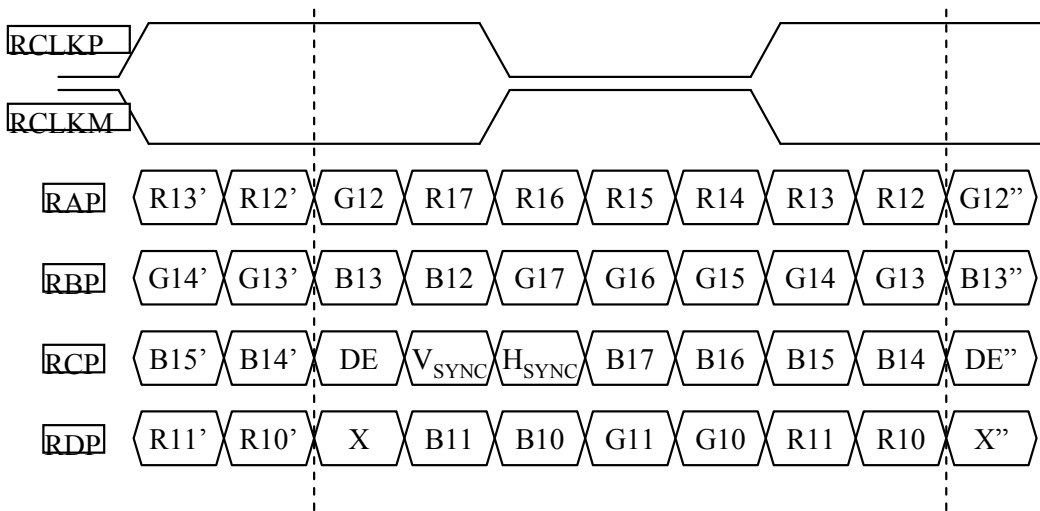 RCLKP
RCLKM
RAP R13’ R12’ G12 R17 R16 R15 R14 R13 R12 G12”
RBP G14’ G13’ B13 B12 G17 G16 G15 G14 G13 B13”
RCP B15’ B14’ DE VSYNC HSYNC B17 B16 B15 B14 DE”
RDP R11’ R10’ X B11 B10 G11 G10 R11 R10 X”